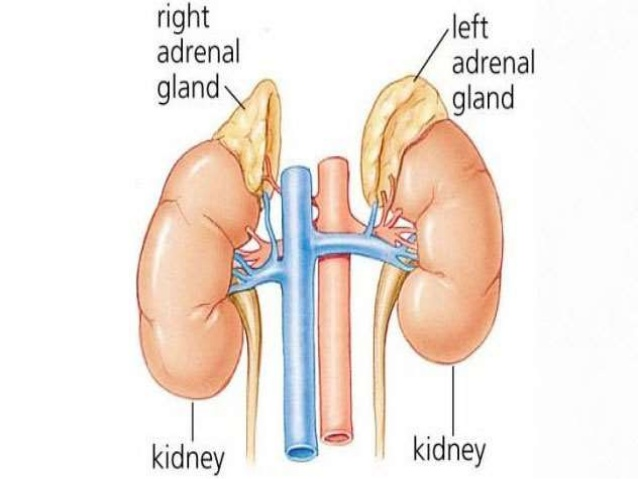 right
adrenal
gland
left
adrenal
gland
kidney
kidney